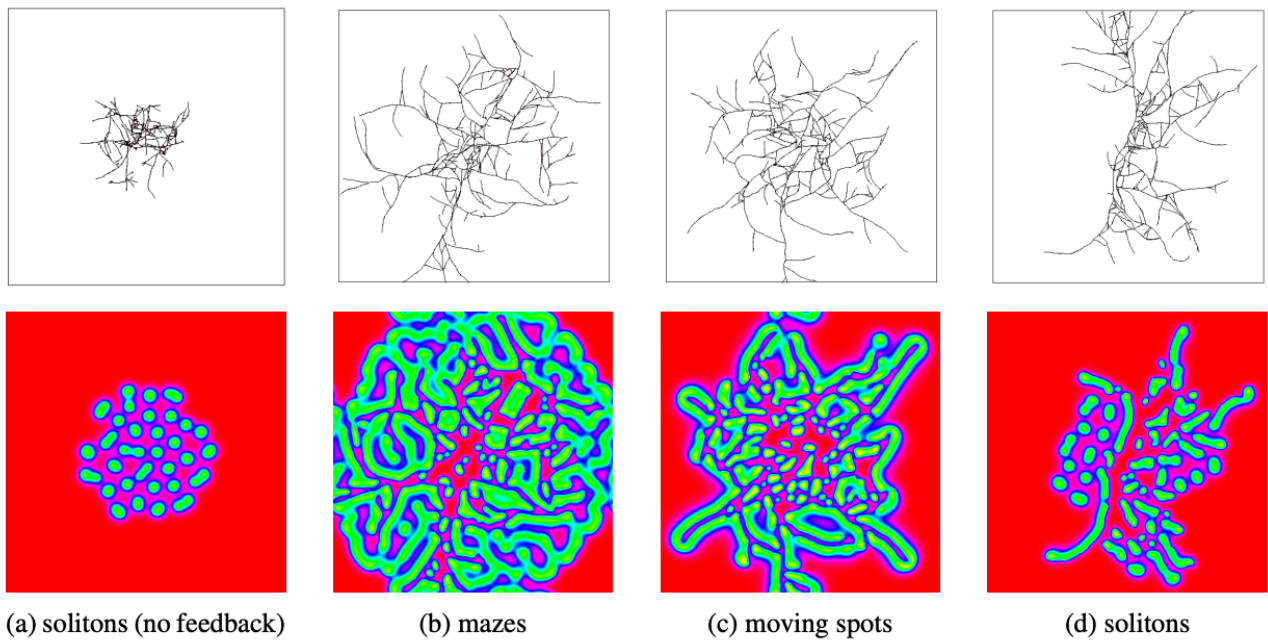 (a) solitons (no feedback)
(b) mazes
(c) moving spots
(d) solitons